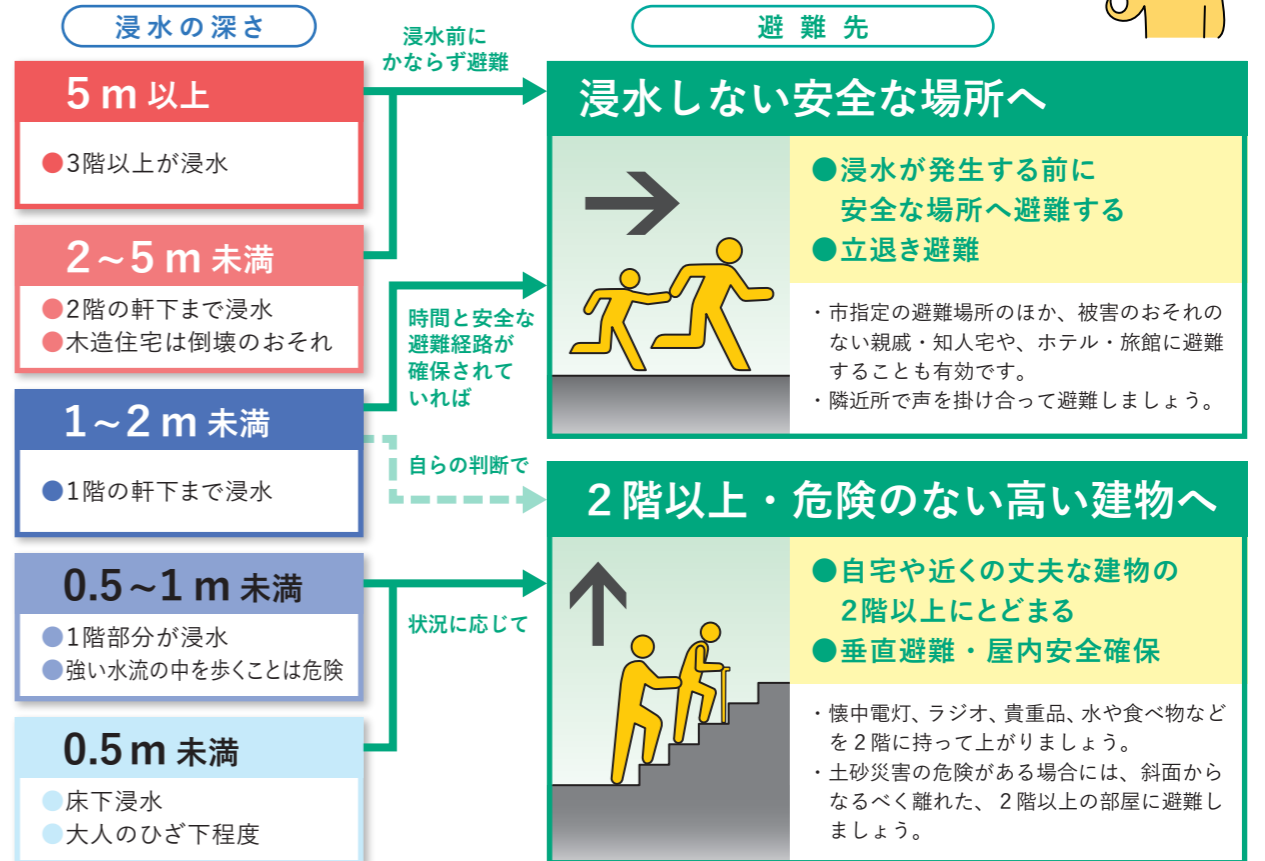 浸水の深さ
浸水前に
かならず避難
避難先
5m以上
●3階以上が浸水
2～5m未満
●2階の軒下まで浸水
●木造住宅は倒壊のおそれ
時間と安全な
避難経路が
確保されて
いれば
1～2m未満
●1階の軒下まで浸水
自らの判断で
0.5～1m未満
●1階部分が浸水
●強い水流の中を歩くことは危険
状況に応じて
0.5m未満
●床下浸水
●大人のひざ下程度
浸水しない安全な場所へ
●浸水が発生する前に
安全な場所へ避難する
●立退き避難
・市指定の避難場所のほか、被害のおそれの
ない親戚・知人宅や、ホテル・旅館に避難
することも有効です。
・隣近所で声を掛け合って避難しましょう。
2階以上・危険のない高い建物へ
●自宅や近くの丈夫な建物の
2階以上にとどまる
●垂直避難・屋内安全確保
・懐中電灯、ラジオ、貴重品、水や食べ物など
を2階に持って上がりましょう。
・土砂災害の危険がある場合には、斜面から
なるべく離れた、2階以上の部屋に避難し
ましょう。